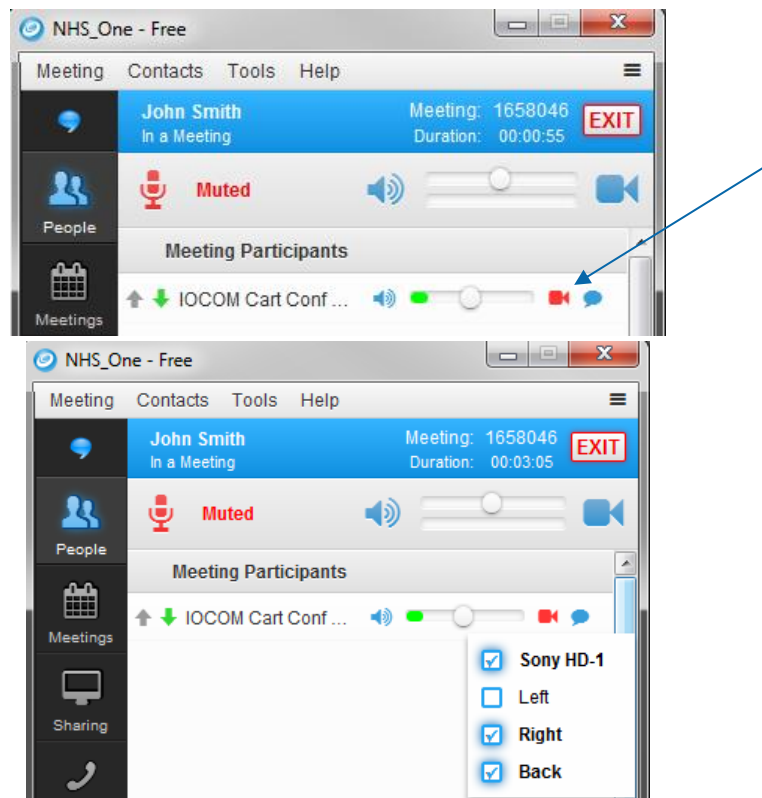 NHS_One - Free
Meeting Contacts Tools Help
John Smith Meeting: 1658046 EXIT
In a Meeting Duration: 00:00:55
Muted
People
Meeting Participants
IOCOM Cart Conf ...
Meetings
NHS_One - Free
Meeting Contacts Tools Help
John Smith Meeting: 1658046 EXIT
In a Meeting Duration: 00:03:05
Muted
People
Meeting Participants
IOCOM Cart Conf ...
Meetings
Sony HD-1
Left
Sharing
Right
Back